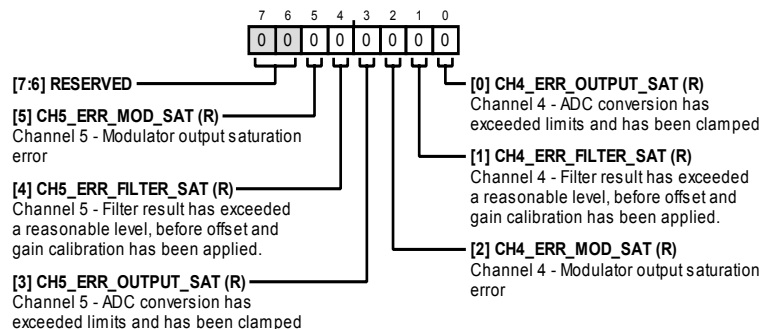 7 6 5 4 3 2 1 0
0 0 0 0 0 0 0 0
[7:6] RESERVED
[5] CH5_ERR_MOD_SAT (R)
Channel 5 - Modulator output saturation
error
[4] CH5_ERR_FILTER_SAT (R)
Channel 5 - Filter result has exceeded
a reasonable level, before offset and
gain calibration has been applied.
[3] CH5_ERR_OUTPUT_SAT (R)
Channel 5 - ADC conversion has
exceeded limits and has been clamped
[0] CH4_ERR_OUTPUT_SAT (R)
Channel 4 - ADC conversion has
exceeded limits and has been clamped
[1] CH4_ERR_FILTER_SAT (R)
Channel 4 - Filter result has exceeded
a reasonable level, before offset and
gain calibration has been applied.
[2] CH4_ERR_MOD_SAT (R)
Channel 4 - Modulator output saturation
error